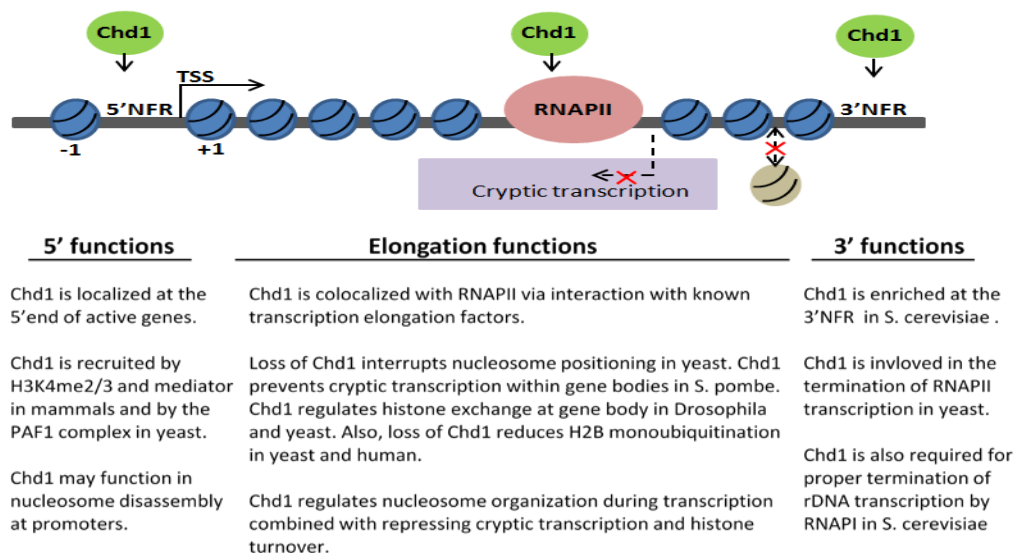 Chd1
Chd1
Chd1
TSS
5'NFR
RNAPII
3'NFR
-1
+1
Cryptic transcription
5' functions
Chd1 is localized at the
5'end of active genes.
Chd1 is recruited by
H3K4me2/3 and mediator
in mammals and by the
PAF1 complex in yeast.
Chd1 may function in
nucleosome disassembly
at promoters.
Elongation functions
Chd1 is colocalized with RNAPII via interaction with known
transcription elongation factors.
Loss of Chd1 interrupts nucleosome positioning in yeast. Chd1
prevents cryptic transcription within gene bodies in S. pombe.
Chd1 regulates histone exchange at gene body in Drosophila
and yeast. Also, loss of Chd1 reduces H2B monoubiquitination
in yeast and human.
Chd1 regulates nucleosome organization during transcription
combined with repressing cryptic transcription and histone
turnover.
3' functions
Chd1 is enriched at the
3'NFR in S. cerevisiae .
Chd1 is invloved in the
termination of RNAPII
transcription in yeast.
Chd1 is also required for
proper termination of
rDNA transcription by
RNAPI in S. cerevisiae